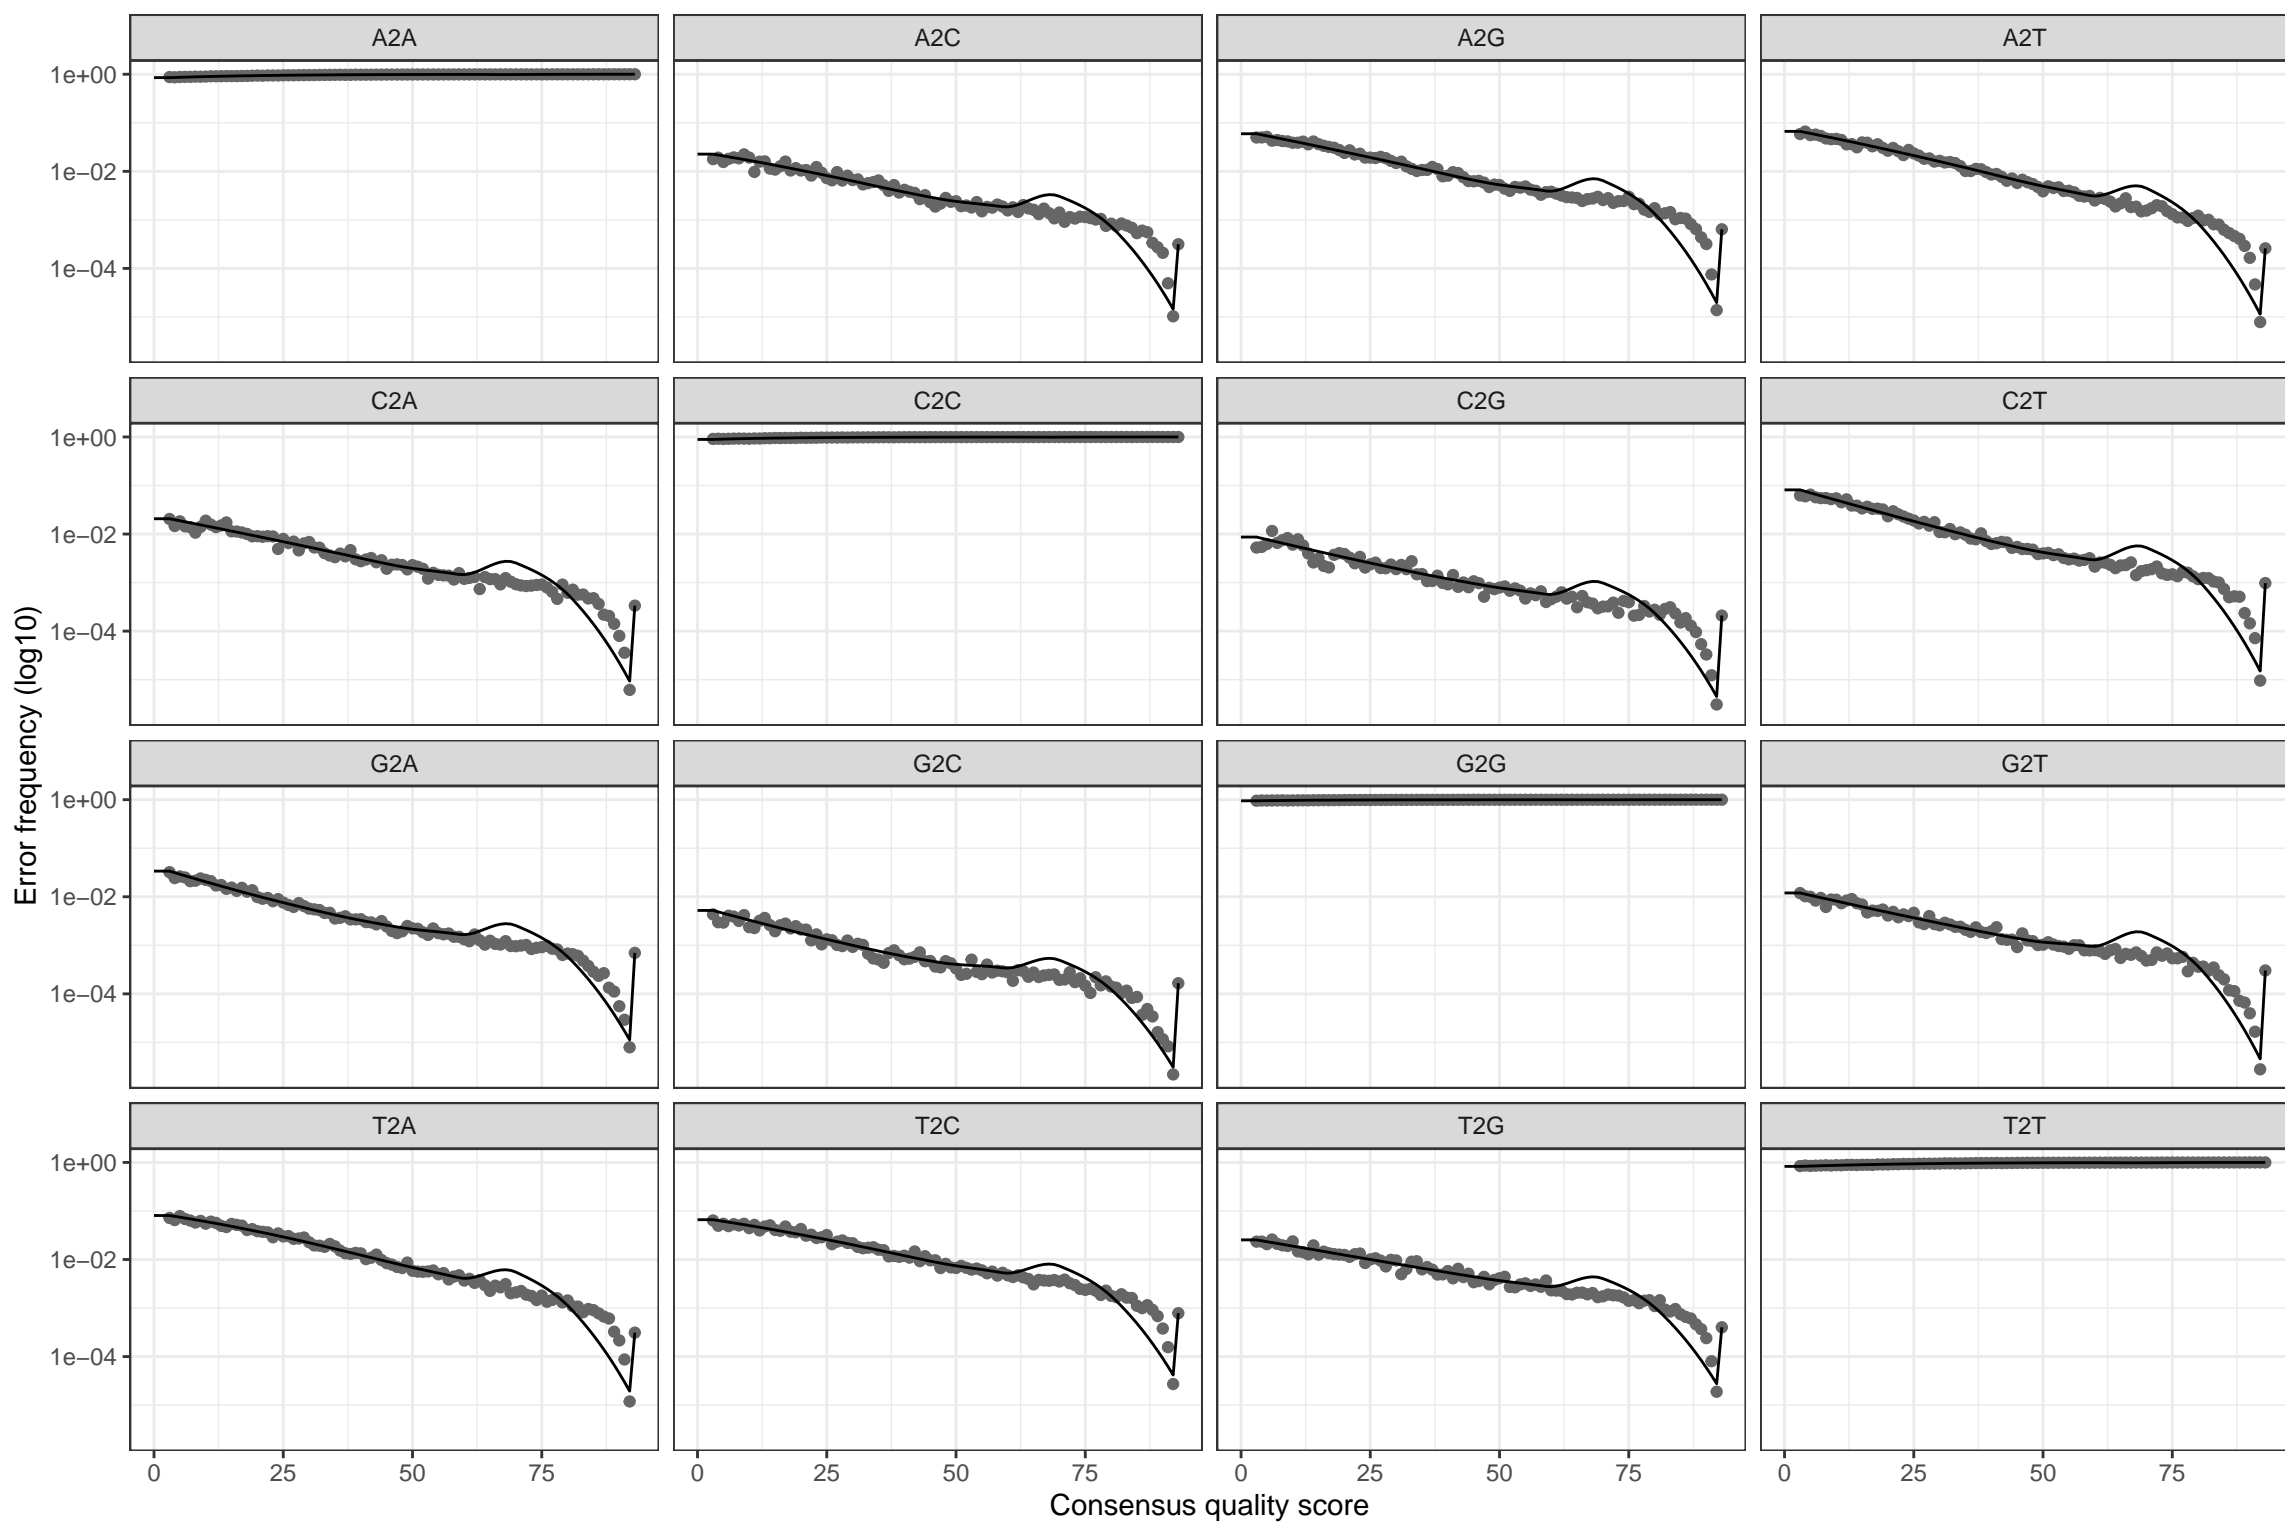 A2A A2C A2G A2T
1e+00
1e−02
1e−04
C2A C2C C2G C2T
1e+00
1e−02
1e−04
G2A G2C G2G G2T
1e+00
1e−02
1e−04
T2A T2C T2G T2T
1e+00
1e−02
1e−04
0 25 50 75 0 25 50 75 0 25 50 75 0 25 50 75
Consensus quality score
Error frequency (log10)